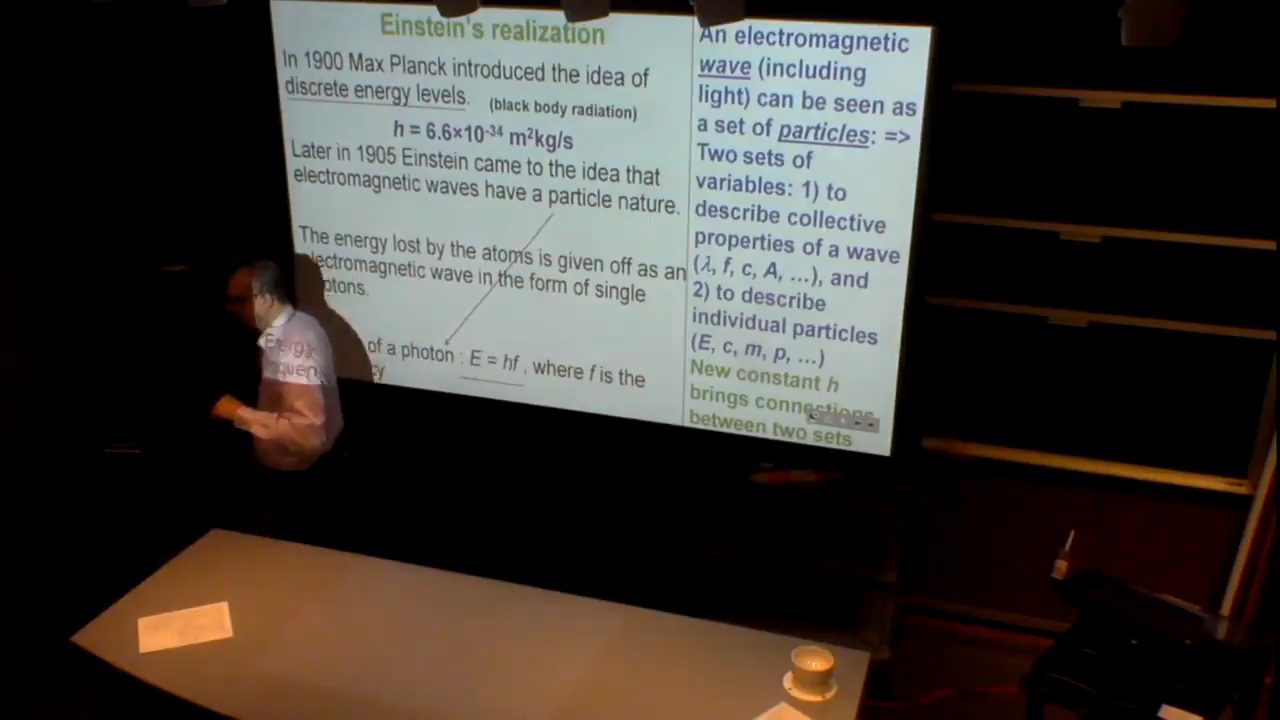 Einstein's realization
In 1900 Max Planck introduced the idea of
discrete energy levels. (black body radiation)
h = 6.6×10⁻³⁴ m²kg/s
Later in 1905 Einstein came to the idea that
electromagnetic waves have a particle nature.
The energy lost by the atoms is given off as an
electromagnetic wave in the form of single
ptons.
Energy of a photon : E = hf , where f is the
frequency
An electromagnetic
wave (including
light) can be seen as
a set of particles: =>
Two sets of
variables: 1) to
describe collective
properties of a wave
(λ, f, c, A, ...), and
2) to describe
individual particles
(E, c, m, p, ...)
New constant h
brings connections
between two sets